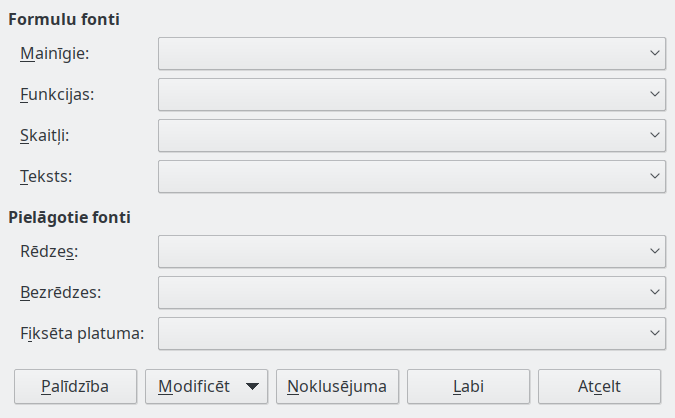 Formulu fonti
Mainīgie:
Funkcijas:
Skaitļi:
Teksts:
Pielāgotie fonti
Rēdzes:
Bezrēdzes:
Fiksēta platuma:
Palīdzība Modificēt Noklusējuma Labi Atcelt